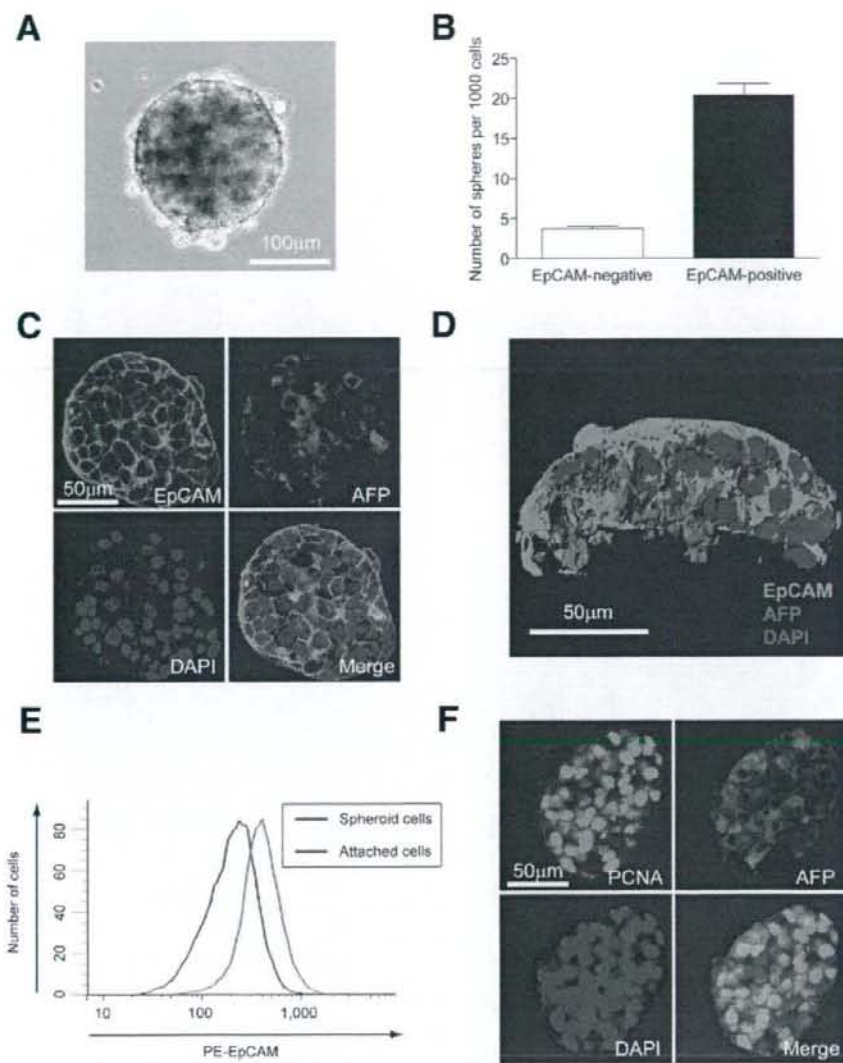 A
100μm
B
Number of spheres per 1000 cells
25
20
15
10
5
0
EpCAM-negative
EpCAM-positive
C
EpCAM
50μm
AFP
DAPI
Merge
D
50μm
EpCAM
AFP
DAPI
E
Number of cells
80
60
40
20
0
10
100
1,000
PE-EpCAM
Spheroid cells
Attached cells
F
PCNA
50μm
AFP
DAPI
Merge